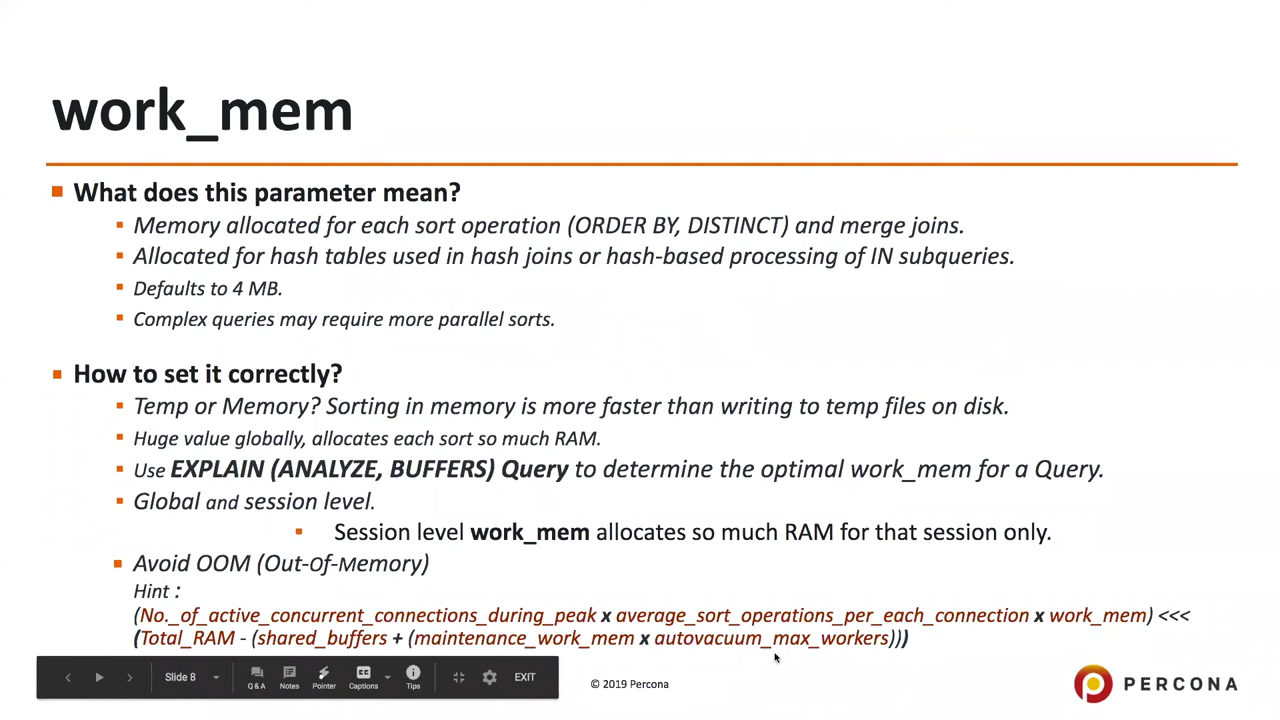 work_mem
What does this parameter mean?
Memory allocated for each sort operation (ORDER BY, DISTINCT) and merge joins.
Allocated for hash tables used in hash joins or hash-based processing of IN subqueries.
Defaults to 4 MB.
Complex queries may require more parallel sorts.
How to set it correctly?
Temp or Memory? Sorting in memory is more faster than writing to temp files on disk.
Huge value globally, allocates each sort so much RAM.
Use EXPLAIN (ANALYZE, BUFFERS) Query to determine the optimal work_mem for a Query.
Global and session level.
Session level work_mem allocates so much RAM for that session only.
Avoid OOM (Out-Of-Memory)
Hint :
(No._of_active_concurrent_connections_during_peak x average_sort_operations_per_each_connection x work_mem) <<<
(Total_RAM - (shared_buffers + (maintenance_work_mem x autovacuum_max_workers)))
Slide 8
Q & A
Notes
Pointer
Captions
Tips
EXIT
© 2019 Percona
PERCONA